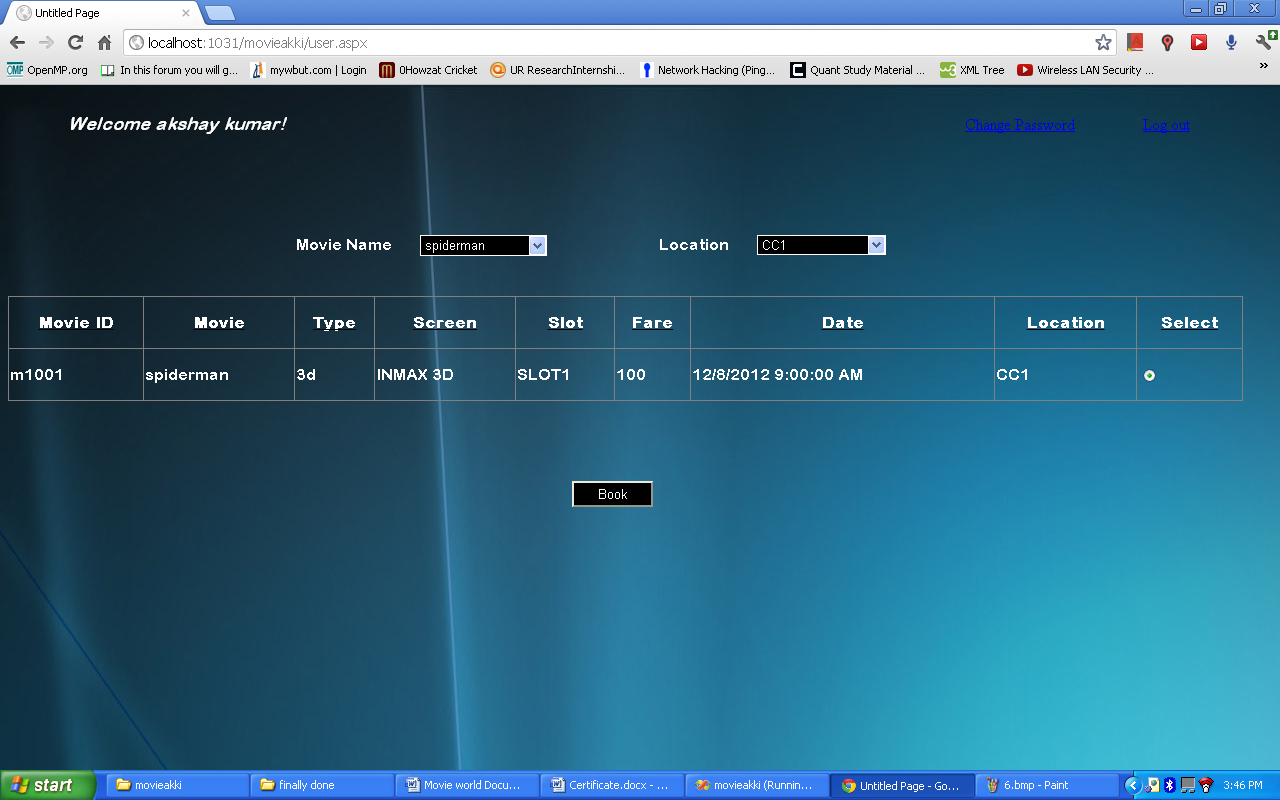 Untitled Page
localhost:1031/movieakki/user.aspx
OMP OpenMP.org In this forum you will g... mywbut.com | Login 0Howzat Cricket UR ResearchInternshi... Network Hacking (Ping... Quant Study Material ... XML Tree Wireless LAN Security ... »
Welcome akshay kumar! Change Password Log out
Movie Name spiderman Location CC1
Movie ID Movie Type Screen Slot Fare Date Location Select
m1001 spiderman 3d INMAX 3D SLOT1 100 12/8/2012 9:00:00 AM CC1
Book
start movieakki finally done Movie world Docu... Certificate.docx - ... movieakki (Runnin... Untitled Page - Go... 6.bmp - Paint 3:46 PM